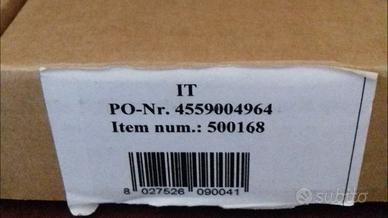 IT
PO-Nr. 4559004964
Item num.: 500168
8 027526 090041
subito